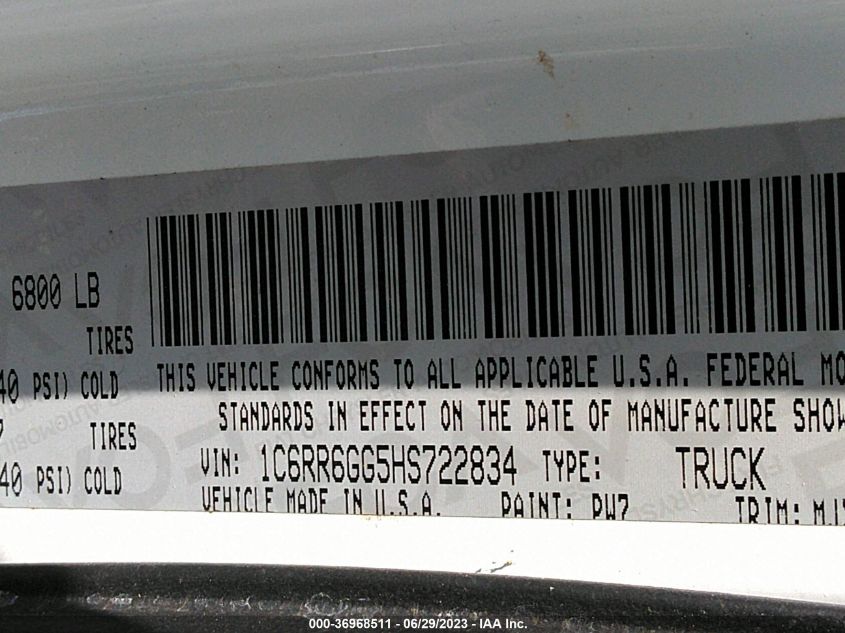 6800 LB
TIRES
40 PSI) COLD
THIS VEHICLE CONFORMS TO ALL APPLICABLE U.S.A. FEDERAL MO
STANDARDS IN EFFECT ON THE DATE OF MANUFACTURE SHOW
7 TIRES
VIN: 1C6RR6GG5HS722834 TYPE: TRUCK
40 PSI) COLD
VEHICLE MADE IN U.S.A. PAINT: PW7 TRIM:
000-36968511 - 06/29/2023 - IAA Inc.